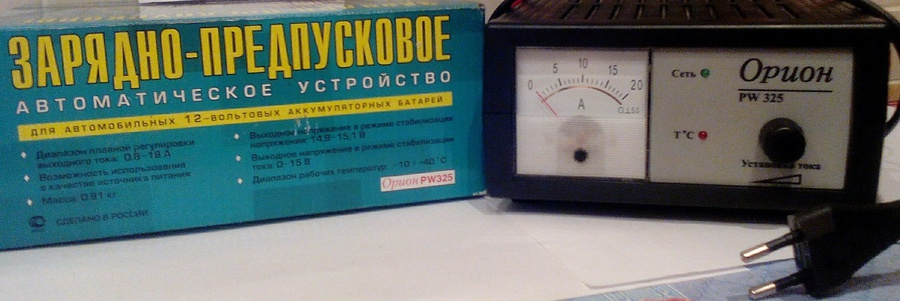 ЗАРЯДНО-ПРЕДПУСКОВОЕ
АВТОМАТИЧЕСКОЕ УСТРОЙСТВО
ДЛЯ АВТОМОБИЛЬНЫХ 12-ВОЛЬТОВЫХ АККУМУЛЯТОРНЫХ БАТАРЕЙ
Диапазон плавной регулировки
выходного тока: 0,8-18 А
Возможность использования
в качестве источника питания
Масса: 0,91 кг
Выходное напряжение в режиме стабилизации
напряжения: 14,9-15,1 В
Выходное напряжение в режиме стабилизации
тока: 0-15 В
Диапазон рабочих температур: -10 - +40°С
Орион PW325
СДЕЛАНО В РОССИИ
0 5 10 15 20
A
Сеть
Орион
PW 325
T°C
Установка тока